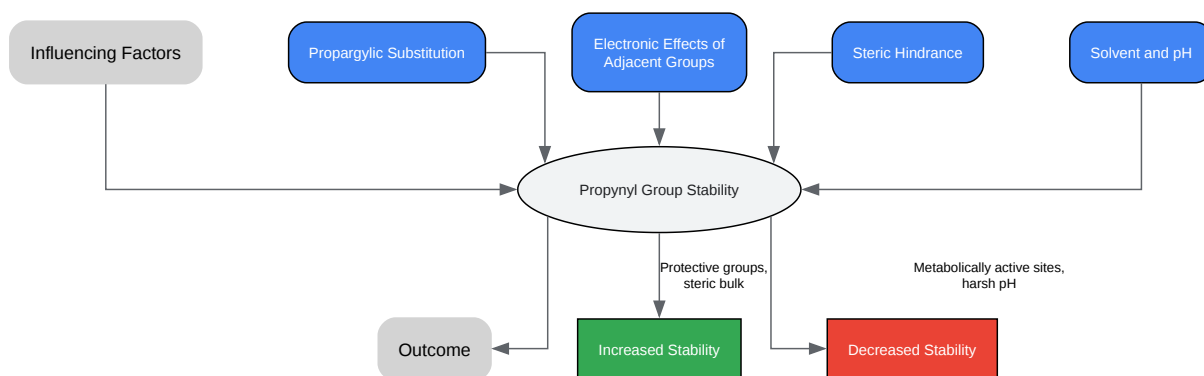 Influencing Factors
Propargylic Substitution
Electronic Effects of
Adjacent Groups
Steric Hindrance
Solvent and pH
Propynyl Group Stability
Protective groups,
steric bulk
Metabolically active sites,
harsh pH
Outcome
Increased Stability
Decreased Stability